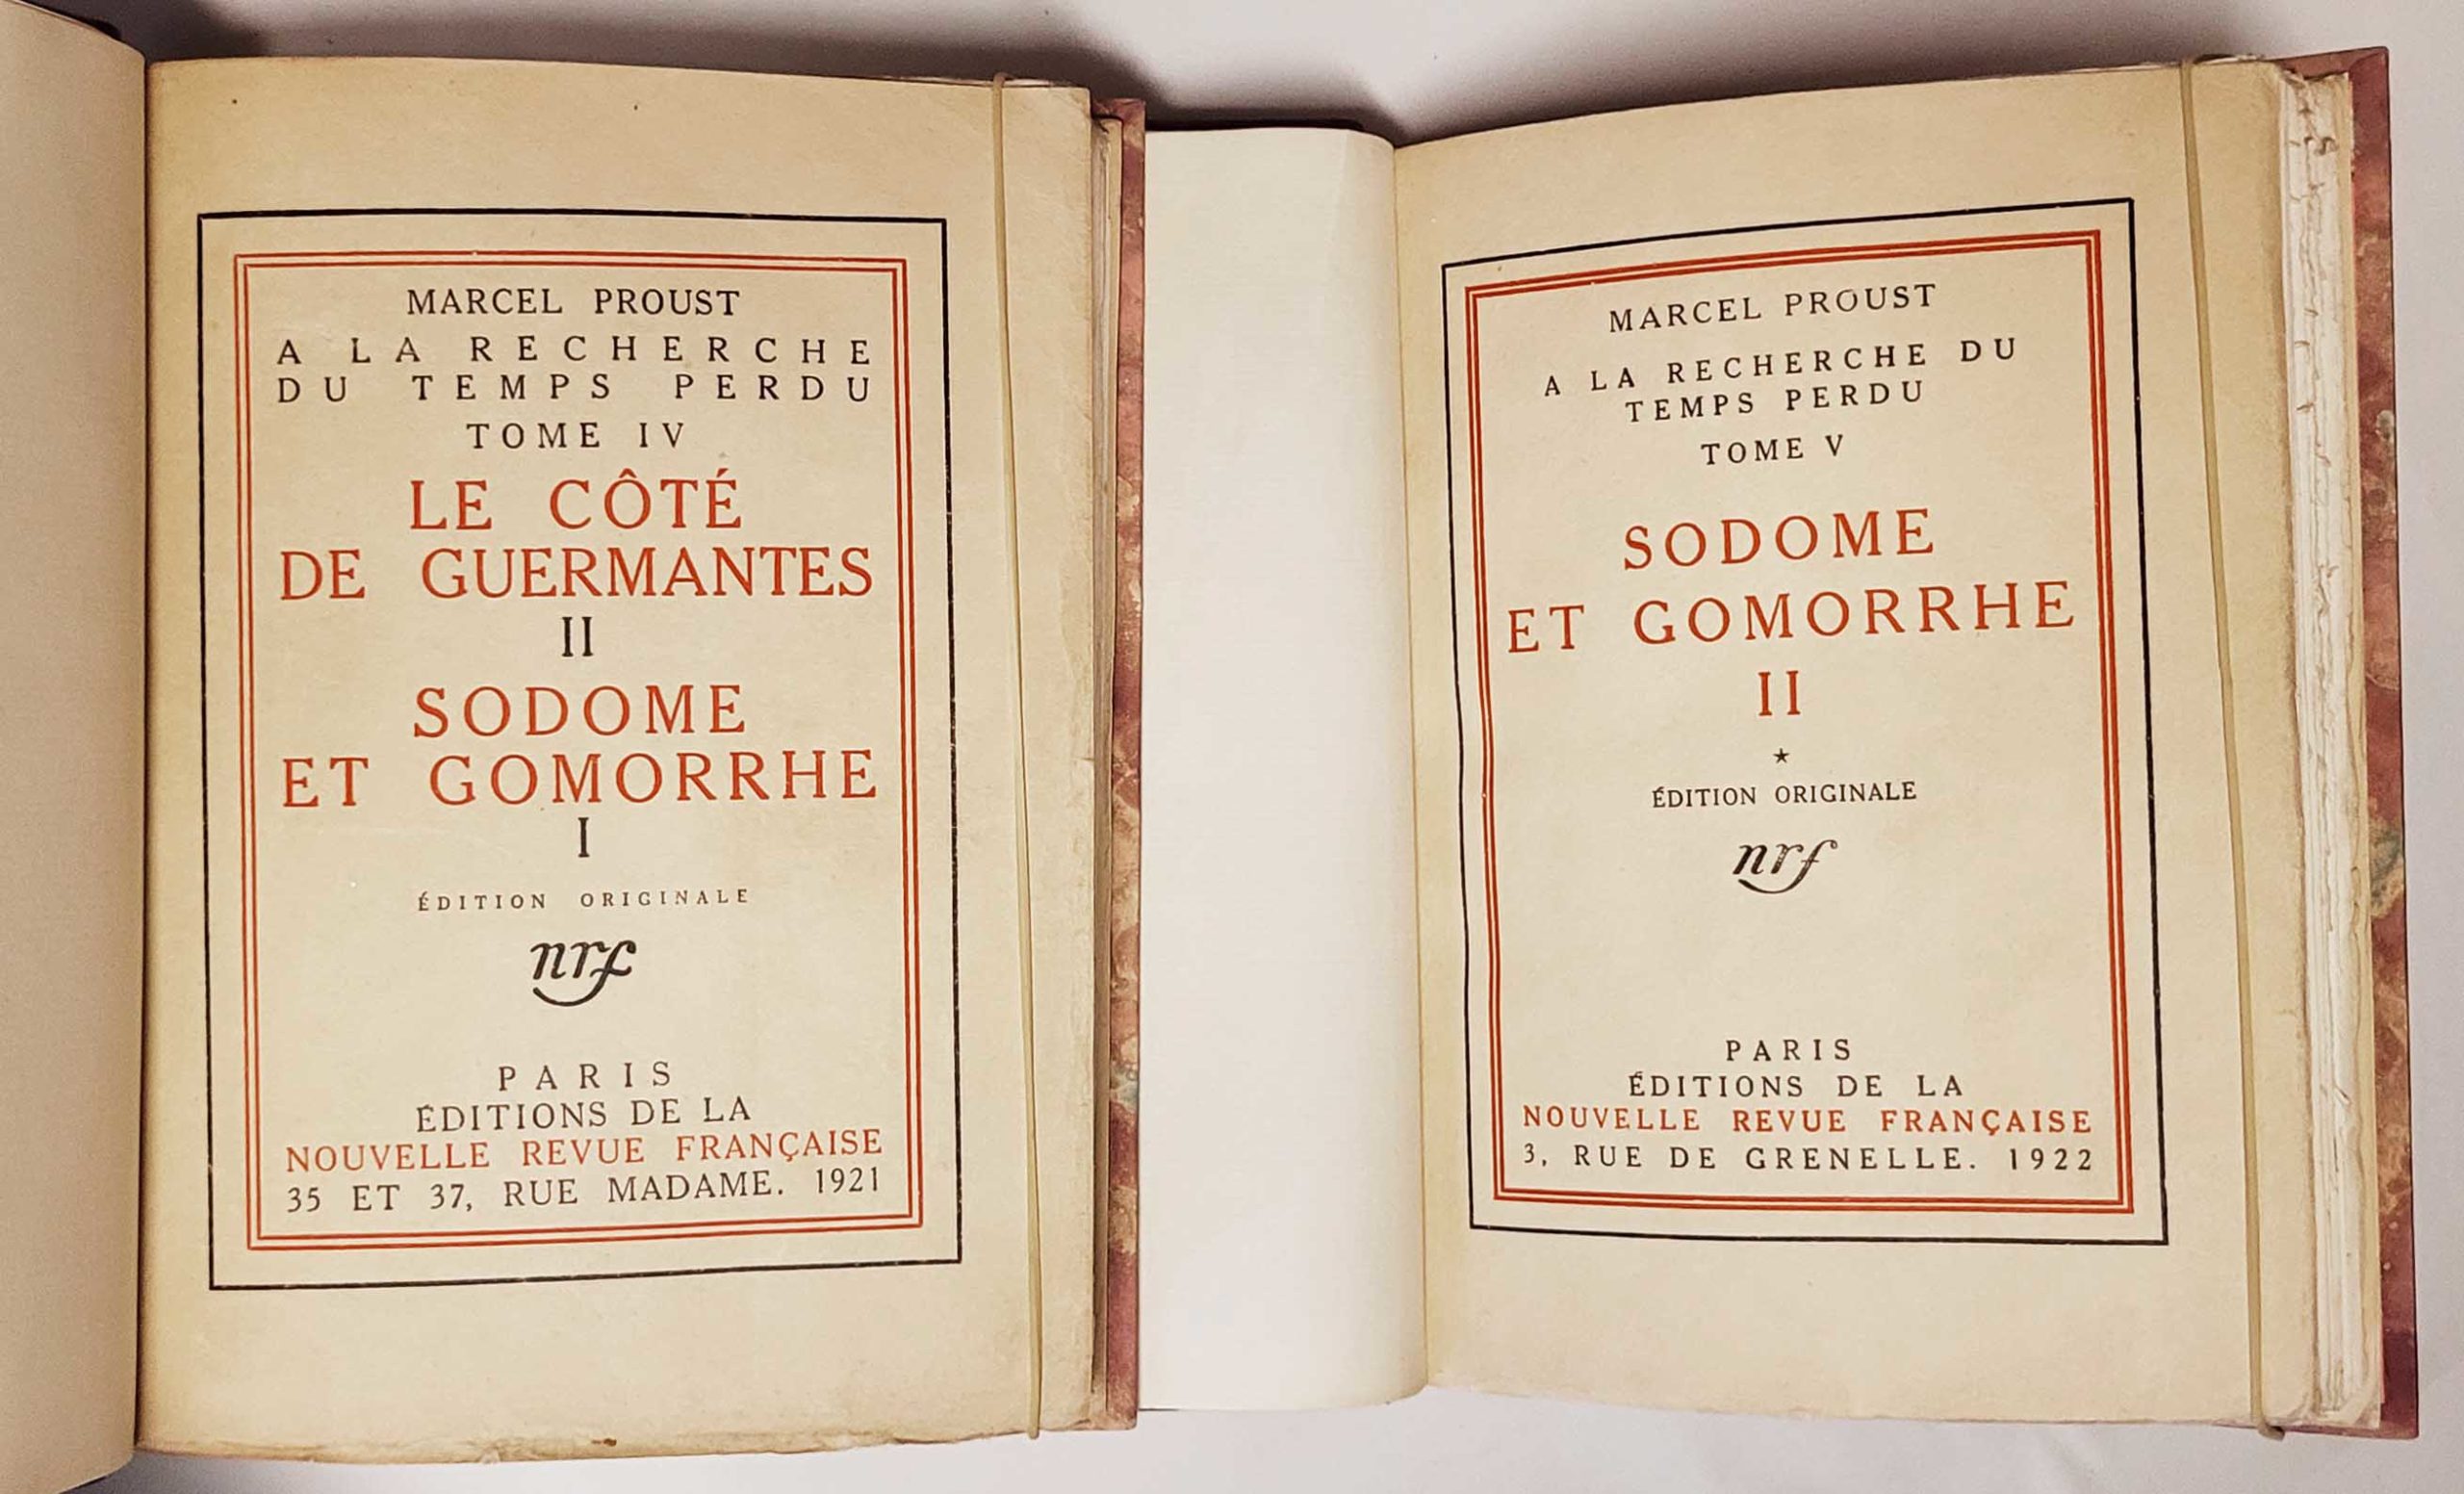 MARCEL PROUST
A LA RECHERCHE
DU TEMPS PERDU
TOME IV
LE CÔTÉ
DE GUERMANTES
II
SODOME
ET GOMORRHE
I
ÉDITION ORIGINALE
nrf
PARIS
ÉDITIONS DE LA
NOUVELLE REVUE FRANÇAISE
35 ET 37, RUE MADAME. 1921
MARCEL PROUST
A LA RECHERCHE DU
TEMPS PERDU
TOME V
SODOME
ET GOMORRHE
II
★
ÉDITION ORIGINALE
nrf
PARIS
ÉDITIONS DE LA
NOUVELLE REVUE FRANÇAISE
3, RUE DE GRENELLE. 1922